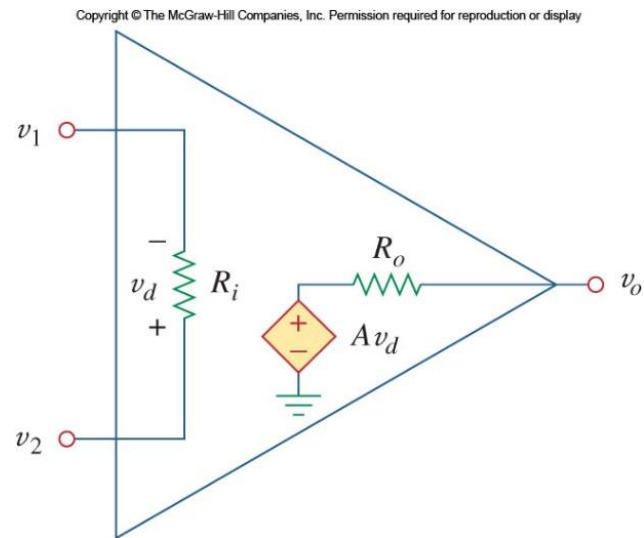 Copyright © The McGraw-Hill Companies, Inc. Permission required for reproduction or display
v1
−
vd
Ri
+
v2
Ro
+
−
Avd
vo